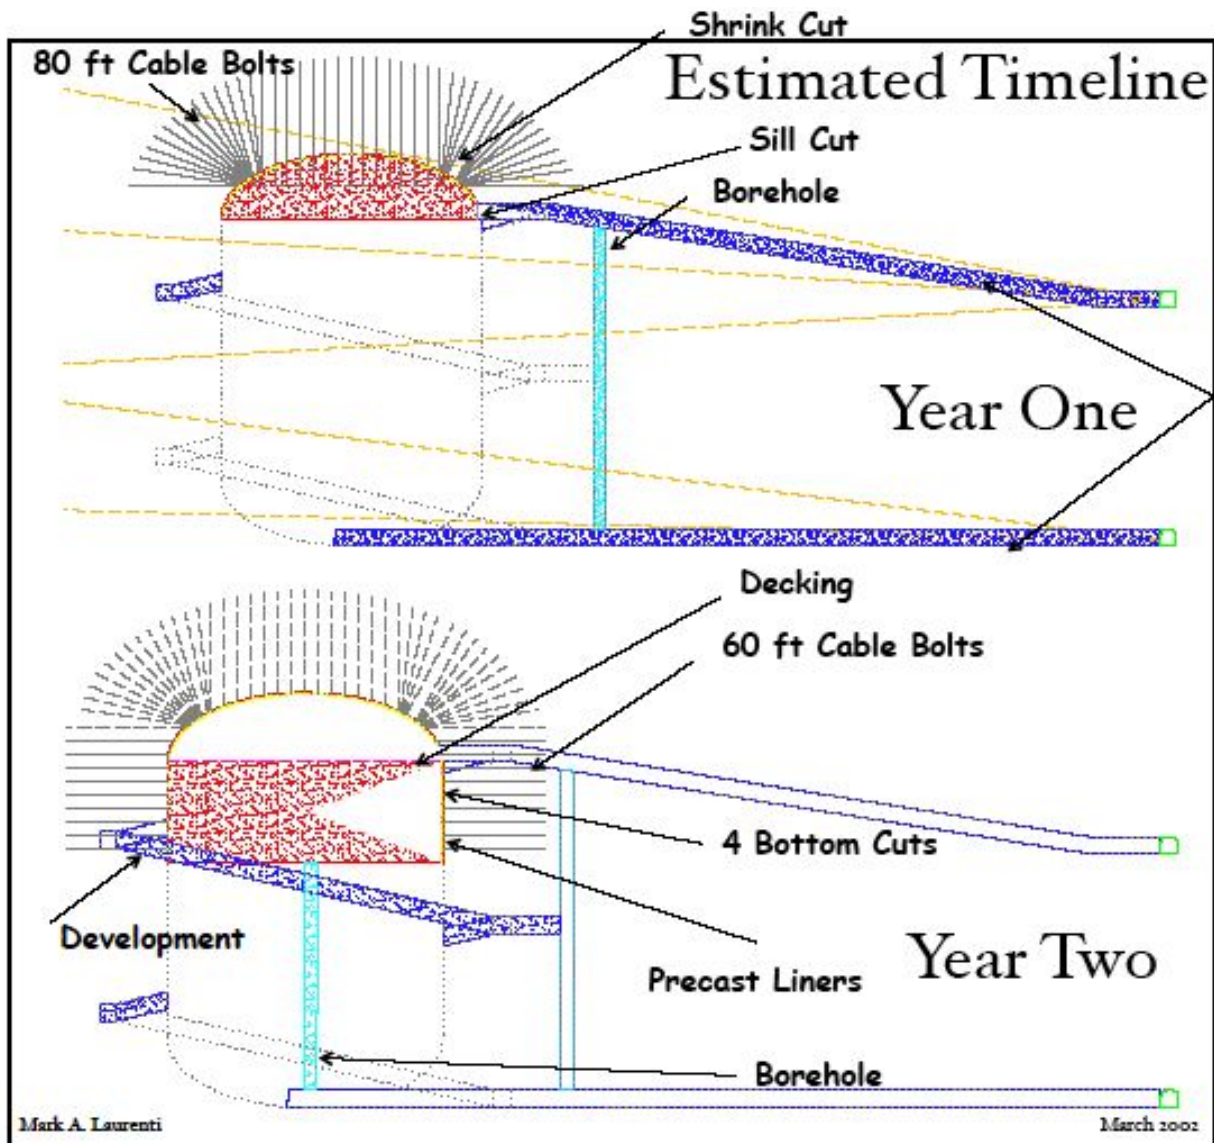 Shrink Cut
80 ft Cable Bolts
Estimated Timeline
Sill Cut
Borehole
Year One
Decking
60 ft Cable Bolts
4 Bottom Cuts
Development
Year Two
Precast Liners
Borehole
Mark A. Laurenti
March 2002